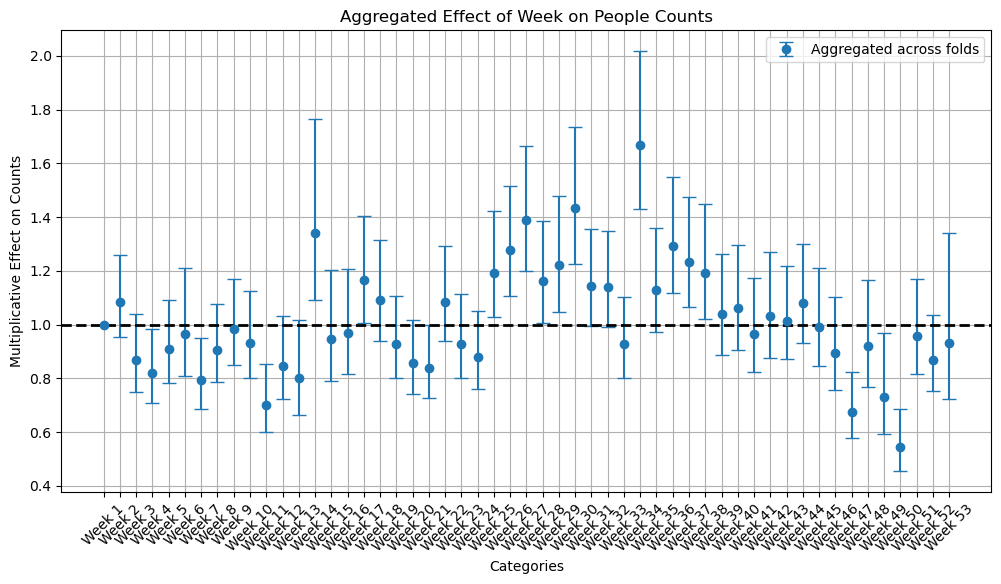 Aggregated Effect of Week on People Counts
Aggregated across folds
Multiplicative Effect on Counts
2.0
1.8
1.6
1.4
1.2
1.0
0.8
0.6
0.4
Week 1
Week 2
Week 3
Week 4
Week 5
Week 6
Week 7
Week 8
Week 9
Week 10
Week 11
Week 12
Week 13
Week 14
Week 15
Week 16
Week 17
Week 18
Week 19
Week 20
Week 21
Week 22
Week 23
Week 24
Week 25
Week 26
Week 27
Week 28
Week 29
Week 30
Week 31
Week 32
Week 33
Week 34
Week 35
Week 36
Week 37
Week 38
Week 39
Week 40
Week 41
Week 42
Week 43
Week 44
Week 45
Week 46
Week 47
Week 48
Week 49
Week 50
Week 51
Week 52
Week 53
Categories